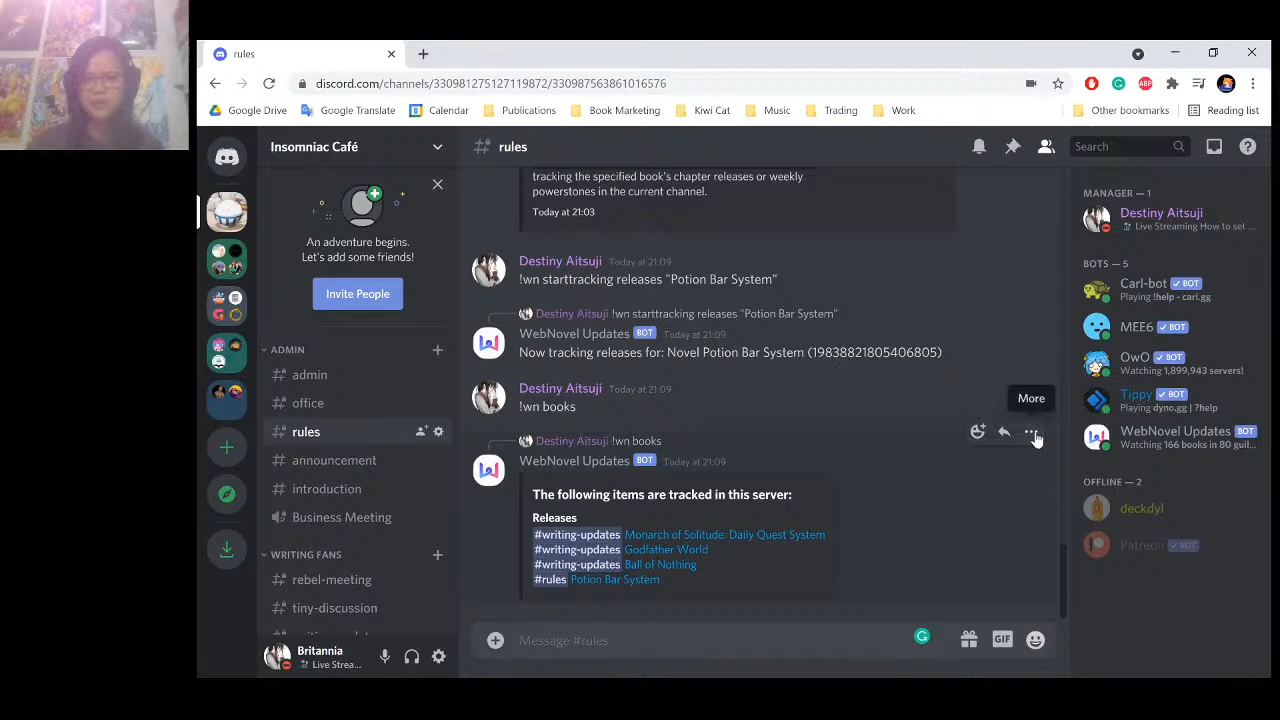 rules
discord.com/channels/330981275127119872/330987563861016576
Google Drive
Google Translate
Calendar
Publications
Book Marketing
Kiwi Cat
Music
Trading
Work
Other bookmarks
Reading list
Insomniac Café
An adventure begins.
Let's add some friends!
Invite People
ADMIN
admin
office
rules
announcement
introduction
Business Meeting
WRITING FANS
rebel-meeting
tiny-discussion
Britannia
Live Strea...
rules
Search
tracking the specified book's chapter releases or weekly
powerstones in the current channel.
Today at 21:03
Destiny Aitsuji Today at 21:09
!wn starttracking releases "Potion Bar System"
Destiny Aitsuji !wn starttracking releases "Potion Bar System"
WebNovel Updates BOT Today at 21:09
Now tracking releases for: Novel Potion Bar System (19838821805406805)
Destiny Aitsuji Today at 21:09
!wn books
More
Destiny Aitsuji !wn books
WebNovel Updates BOT Today at 21:09
The following items are tracked in this server:
Releases
#writing-updates Monarch of Solitude: Daily Quest System
#writing-updates Godfather World
#writing-updates Ball of Nothing
#rules Potion Bar System
Message #rules
GIF
MANAGER — 1
Destiny Aitsuji
Live Streaming How to set ...
BOTS — 5
Carl-bot BOT
Playing !help - carl.gg
MEE6 BOT
OwO BOT
Watching 1,899,943 servers!
Tippy BOT
Playing dyno.gg | ?help
WebNovel Updates BOT
Watching 166 books in 80 guil...
OFFLINE — 2
deckdyl
Patreon BOT